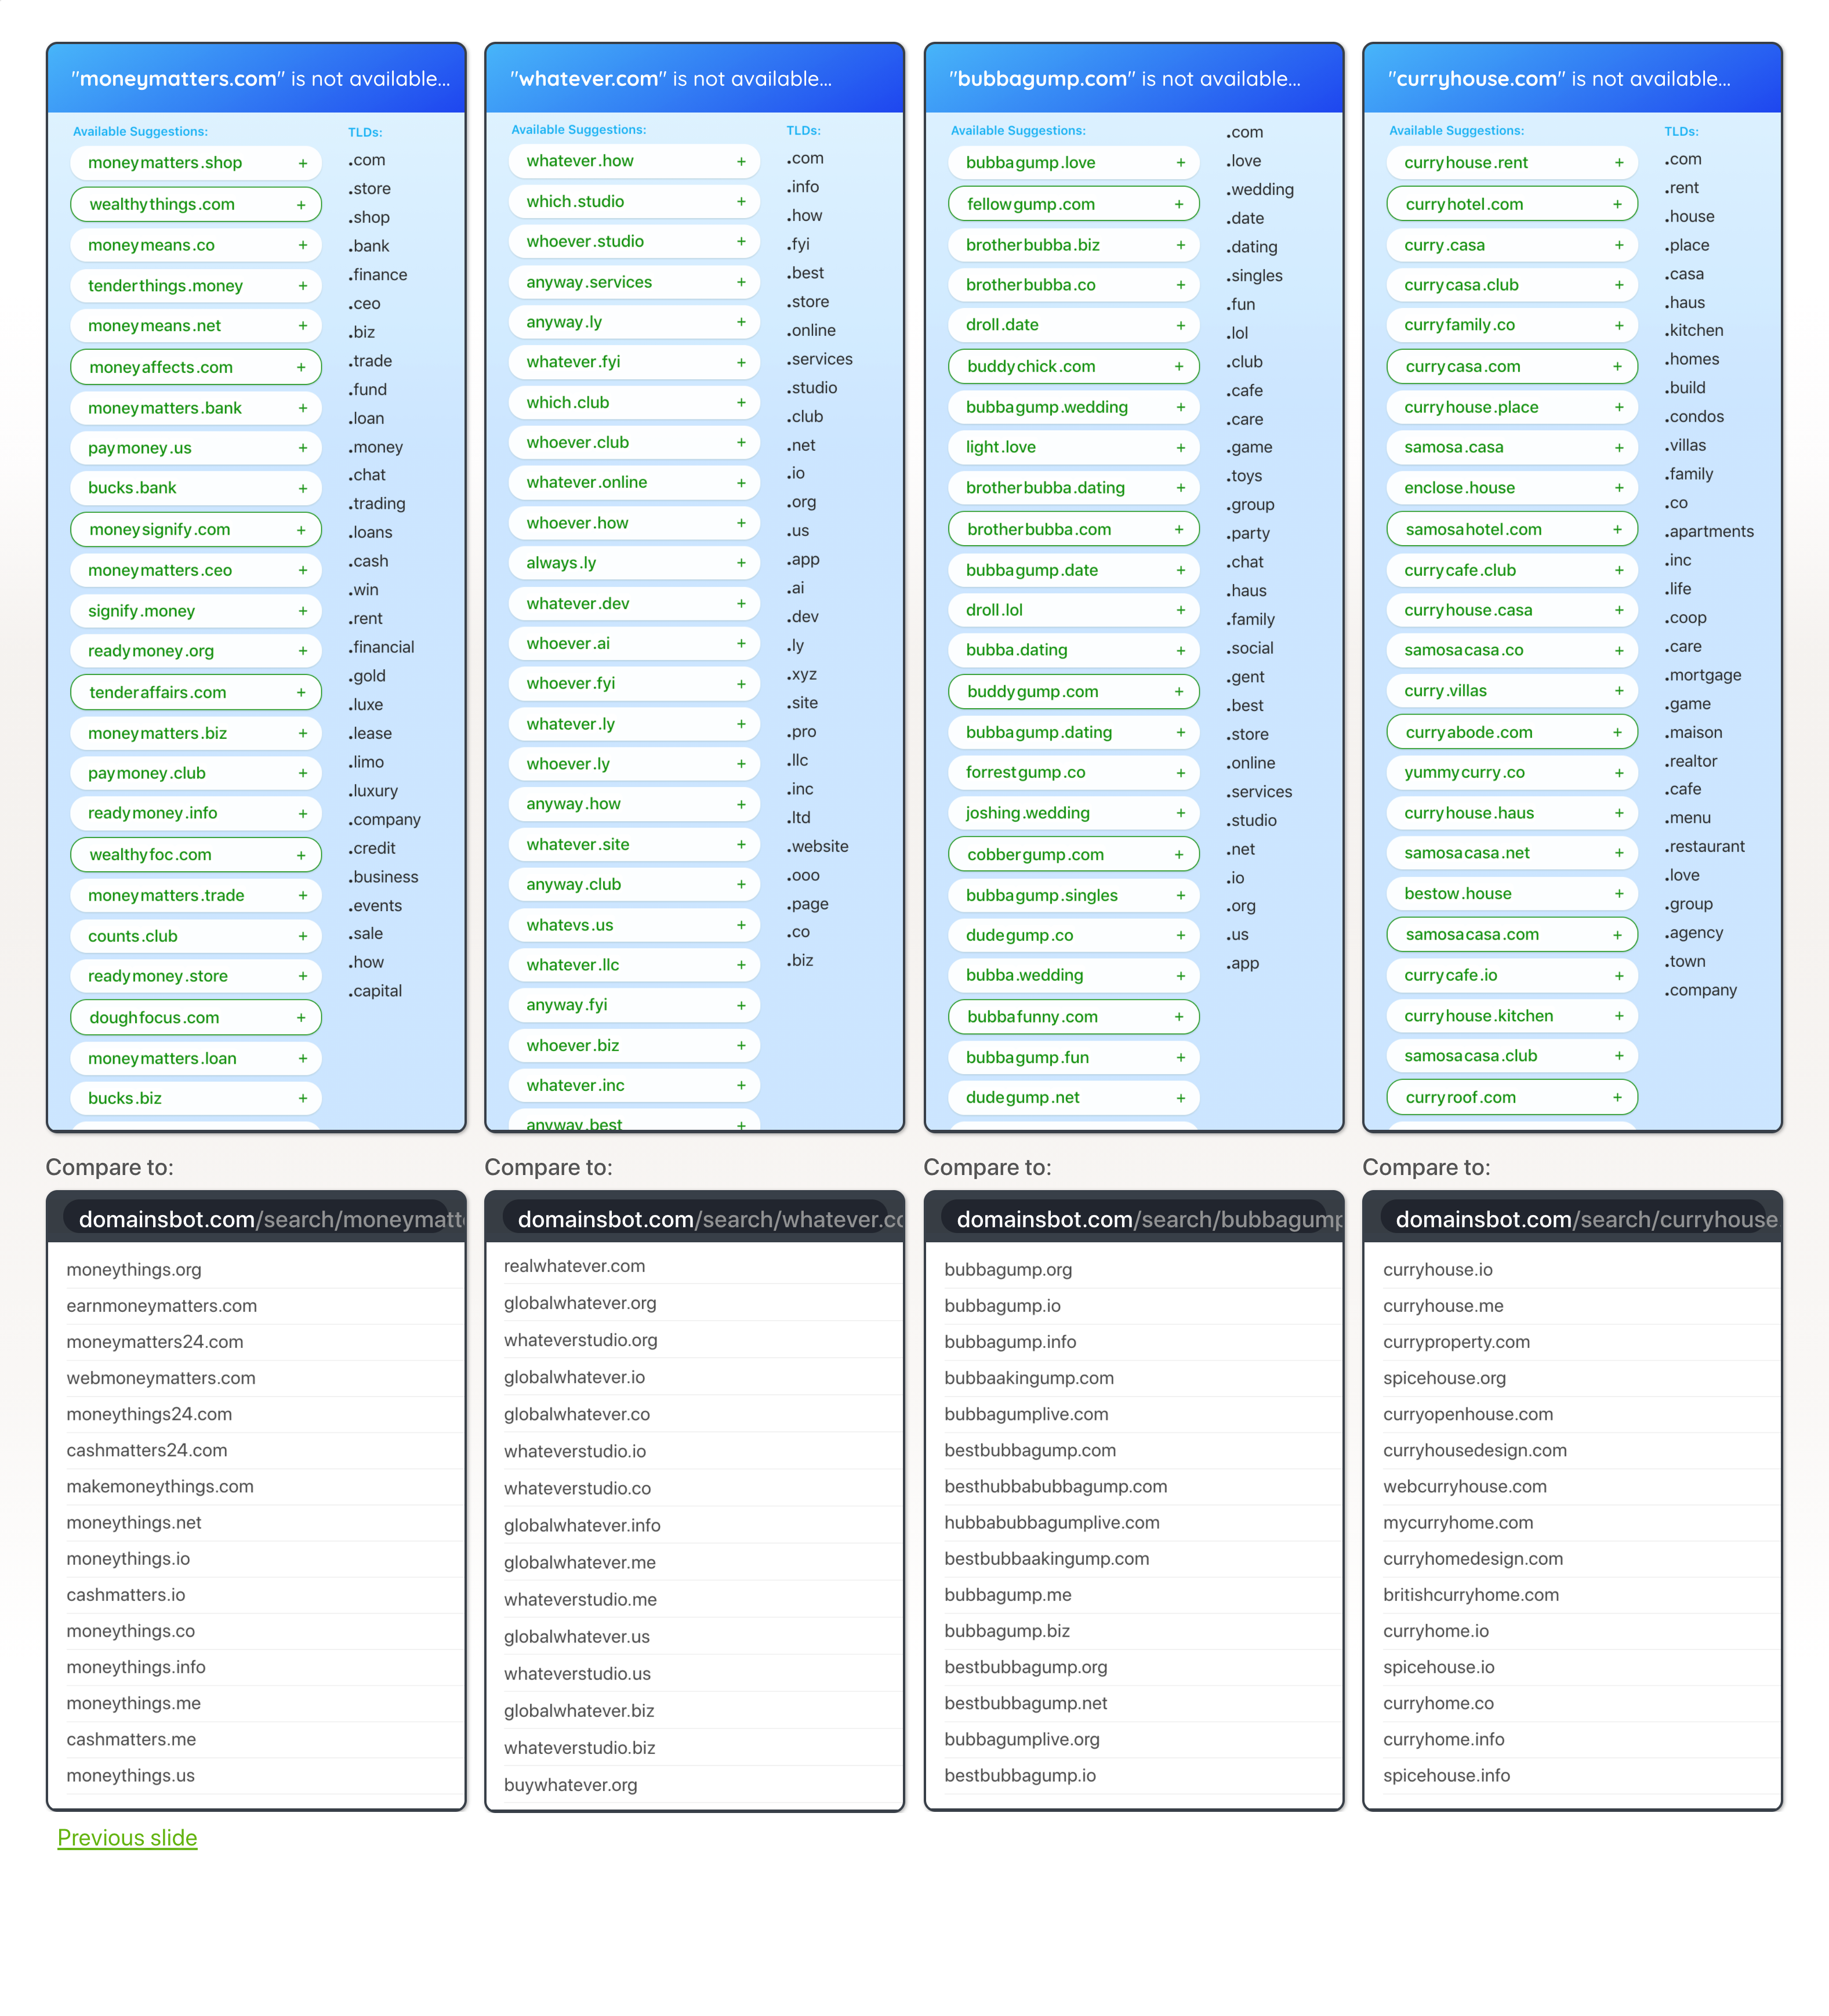 "moneymatters.com" is not available...
Available Suggestions:
moneymatters.shop +
wealthythings.com +
moneymeans.co +
tenderthings.money +
moneymeans.net +
moneyaffects.com +
moneymatters.bank +
paymoney.us +
bucks.bank +
moneysignify.com +
moneymatters.ceo +
signify.money +
readymoney.org +
tenderaffairs.com +
moneymatters.biz +
paymoney.club +
readymoney.info +
wealthyfoc.com +
moneymatters.trade +
counts.club +
readymoney.store +
doughfocus.com +
moneymatters.loan +
bucks.biz +
TLDs:
.com
.store
.shop
.bank
.finance
.ceo
.biz
.trade
.fund
.loan
.money
.chat
.trading
.loans
.cash
.win
.rent
.financial
.gold
.luxe
.lease
.limo
.luxury
.company
.credit
.business
.events
.sale
.how
.capital
"whatever.com" is not available...
Available Suggestions:
whatever.how +
which.studio +
whoever.studio +
anyway.services +
anyway.ly +
whatever.fyi +
which.club +
whoever.club +
whatever.online +
whoever.how +
always.ly +
whatever.dev +
whoever.ai +
whoever.fyi +
whatever.ly +
whoever.ly +
anyway.how +
whatever.site +
anyway.club +
whatevs.us +
whatever.llc +
anyway.fyi +
whoever.biz +
whatever.inc +
anyway.best +
TLDs:
.com
.info
.how
.fyi
.best
.store
.online
.services
.studio
.club
.net
.io
.org
.us
.app
.ai
.dev
.ly
.xyz
.site
.pro
.llc
.inc
.ltd
.website
.ooo
.page
.co
.biz
"bubbagump.com" is not available...
Available Suggestions:
bubbagump.love +
fellowgump.com +
brotherbubba.biz +
brotherbubba.co +
droll.date +
buddychick.com +
bubbagump.wedding +
light.love +
brotherbubba.dating +
brotherbubba.com +
bubbagump.date +
droll.lol +
bubba.dating +
buddygump.com +
bubbagump.dating +
forrestgump.co +
joshing.wedding +
cobbergump.com +
bubbagump.singles +
dudegump.co +
bubba.wedding +
bubbafunny.com +
bubbagump.fun +
dudegump.net +
.com
.love
.wedding
.date
.dating
.singles
.fun
.lol
.club
.cafe
.care
.game
.toys
.group
.party
.chat
.haus
.family
.social
.gent
.best
.store
.online
.services
.studio
.net
.io
.org
.us
.app
"curryhouse.com" is not available...
Available Suggestions:
curryhouse.rent +
curryhotel.com +
curry.casa +
currycasa.club +
curryfamily.co +
currycasa.com +
curryhouse.place +
samosa.casa +
enclose.house +
samosahotel.com +
currycafe.club +
curryhouse.casa +
samosacasa.co +
curry.villas +
curryabode.com +
yummycurry.co +
curryhouse.haus +
samosacasa.net +
bestow.house +
samosacasa.com +
currycafe.io +
curryhouse.kitchen +
samosacasa.club +
curryroof.com +
TLDs:
.com
.rent
.house
.place
.casa
.haus
.kitchen
.homes
.build
.condos
.villas
.family
.co
.apartments
.inc
.life
.coop
.care
.mortgage
.game
.maison
.realtor
.cafe
.menu
.restaurant
.love
.group
.agency
.town
.company
Compare to:
domainsbot.com/search/moneymatt
moneythings.org
earnmoneymatters.com
moneymatters24.com
webmoneymatters.com
moneythings24.com
cashmatters24.com
makemoneythings.com
moneythings.net
moneythings.io
cashmatters.io
moneythings.co
moneythings.info
moneythings.me
cashmatters.me
moneythings.us
Compare to:
domainsbot.com/search/whatever.co
realwhatever.com
globalwhatever.org
whateverstudio.org
globalwhatever.io
globalwhatever.co
whateverstudio.io
whateverstudio.co
globalwhatever.info
globalwhatever.me
whateverstudio.me
globalwhatever.us
whateverstudio.us
globalwhatever.biz
whateverstudio.biz
buywhatever.org
Compare to:
domainsbot.com/search/bubbagump
bubbagump.org
bubbagump.io
bubbagump.info
bubbaakingump.com
bubbagumplive.com
bestbubbagump.com
besthubbabubbagump.com
hubbabubbagumplive.com
bestbubbaakingump.com
bubbagump.me
bubbagump.biz
bestbubbagump.org
bestbubbagump.net
bubbagumplive.org
bestbubbagump.io
Compare to:
domainsbot.com/search/curryhouse
curryhouse.io
curryhouse.me
curryproperty.com
spicehouse.org
curryopenhouse.com
curryhousedesign.com
webcurryhouse.com
mycurryhome.com
curryhomedesign.com
britishcurryhome.com
curryhome.io
spicehouse.io
curryhome.co
curryhome.info
spicehouse.info
Previous slide